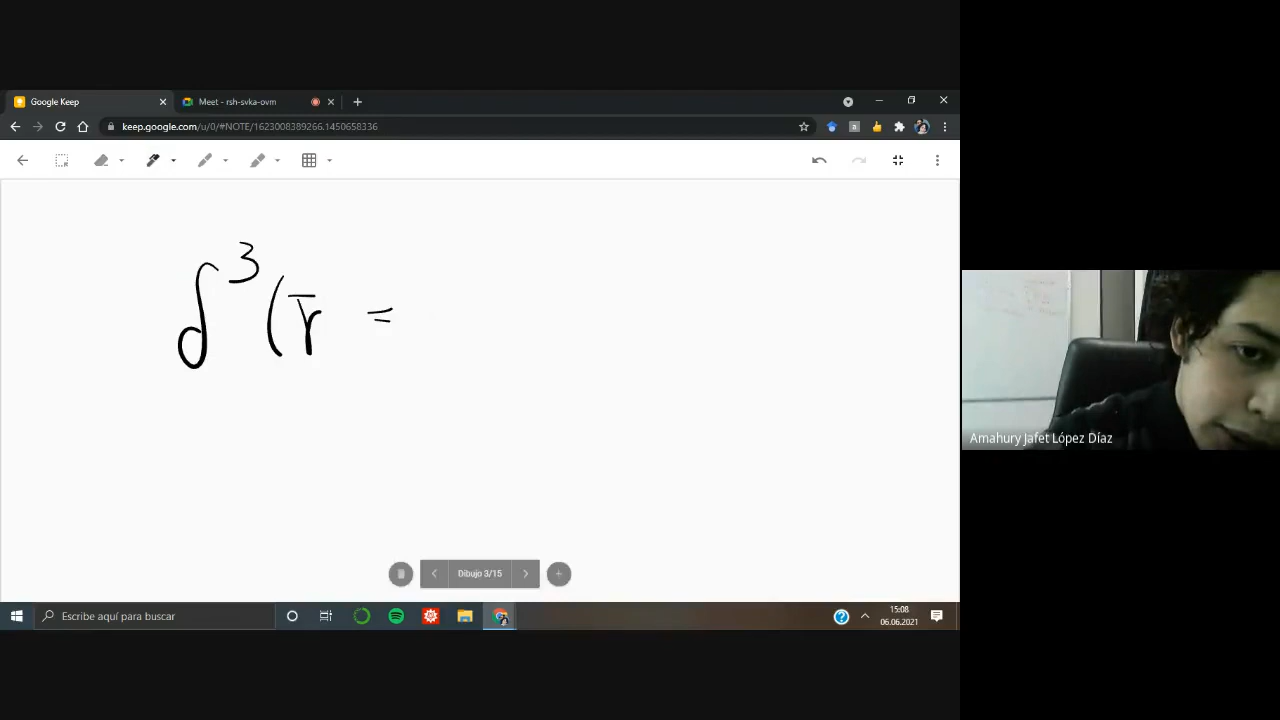 Google Keep
Meet - rsh-svka-ovm
keep.google.com/u/0/#NOTE/1623008389266.1450658336
δ³(r̅ =
Amahury Jafet López Díaz
Dibujo 3/15
Escribe aquí para buscar
15:08
06.06.2021